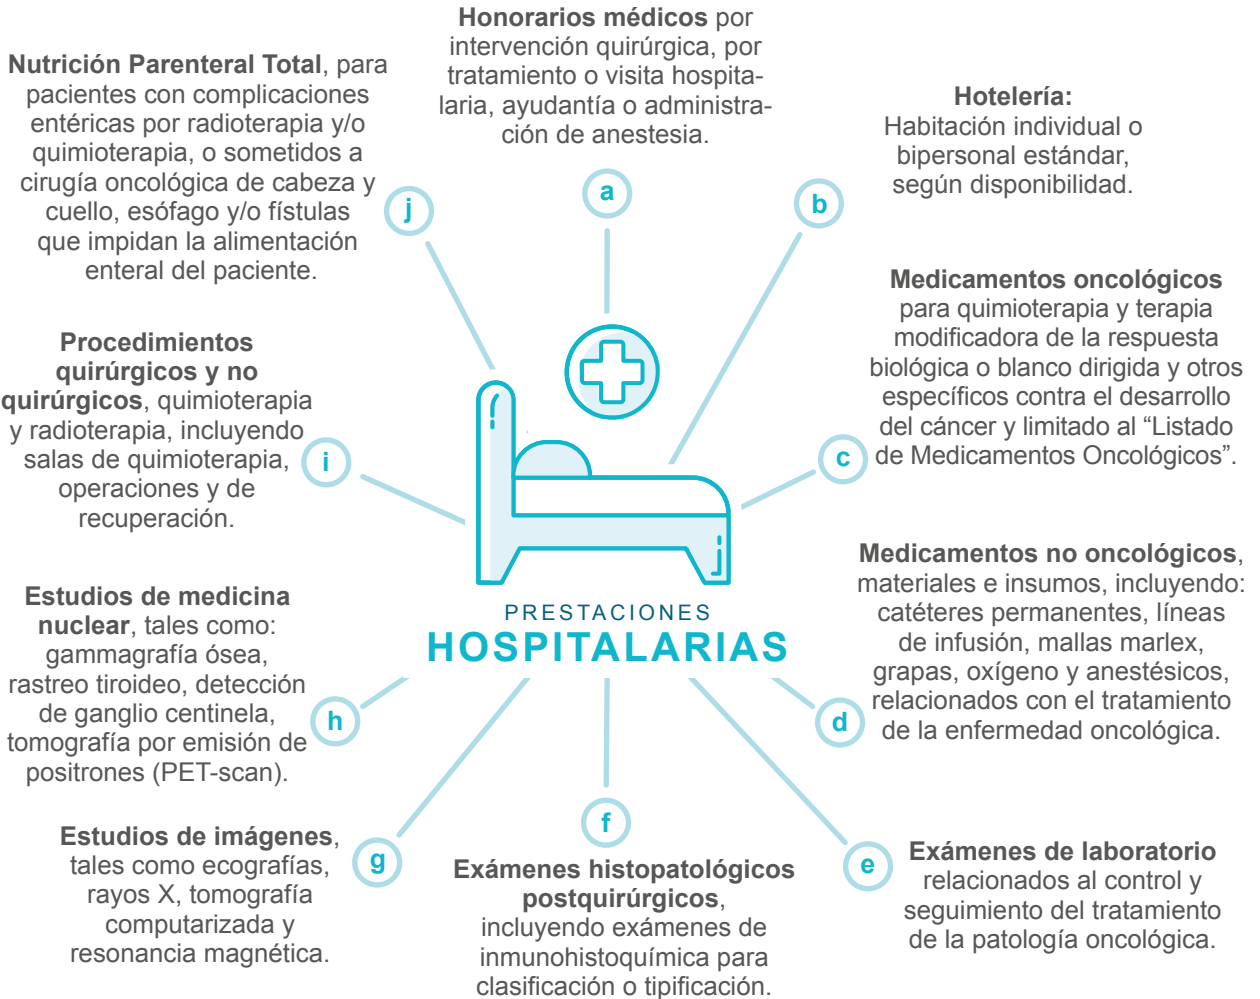 Honorarios médicos por
intervención quirúrgica, por
tratamiento o visita hospita-
laria, ayudantía o administra-
ción de anestesia.
a
Hotelería:
Habitación individual o
bipersonal estándar,
según disponibilidad.
b
Medicamentos oncológicos
para quimioterapia y terapia
modificadora de la respuesta
biológica o blanco dirigida y otros
específicos contra el desarrollo
del cáncer y limitado al “Listado
de Medicamentos Oncológicos”.
c
Medicamentos no oncológicos,
materiales e insumos, incluyendo:
catéteres permanentes, líneas
de infusión, mallas marlex,
grapas, oxígeno y anestésicos,
relacionados con el tratamiento
de la enfermedad oncológica.
d
Exámenes de laboratorio
relacionados al control y
seguimiento del tratamiento
de la patología oncológica.
e
f
Exámenes histopatológicos
postquirúrgicos,
incluyendo exámenes de
inmunohistoquímica para
clasificación o tipificación.
Estudios de imágenes,
tales como ecografías,
rayos X, tomografía
computarizada y
resonancia magnética.
g
Estudios de medicina
nuclear, tales como:
gammagrafía ósea,
rastreo tiroideo, detección
de ganglio centinela,
tomografía por emisión de
positrones (PET-scan).
h
Procedimientos
quirúrgicos y no
quirúrgicos, quimioterapia
y radioterapia, incluyendo
salas de quimioterapia,
operaciones y de
recuperación.
i
Nutrición Parenteral Total, para
pacientes con complicaciones
entéricas por radioterapia y/o
quimioterapia, o sometidos a
cirugía oncológica de cabeza y
cuello, esófago y/o fístulas
que impidan la alimentación
enteral del paciente.
j
PRESTACIONES
HOSPITALARIAS